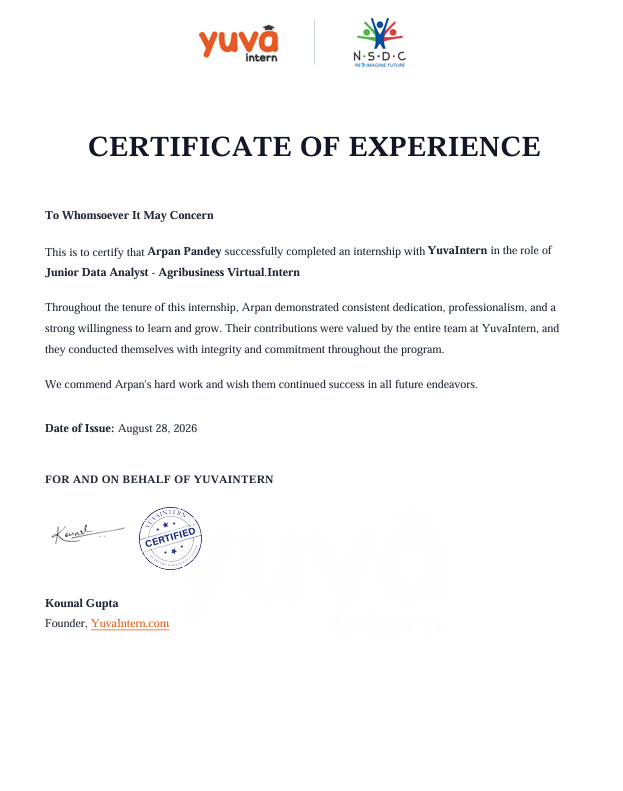 yuva
intern
N·S·D·C
RE IMAGINE FUTURE
CERTIFICATE OF EXPERIENCE
To Whomsoever It May Concern
This is to certify that Arpan Pandey successfully completed an internship with YuvaIntern in the role of
Junior Data Analyst - Agribusiness Virtual Intern
Throughout the tenure of this internship, Arpan demonstrated consistent dedication, professionalism, and a
strong willingness to learn and grow. Their contributions were valued by the entire team at YuvaIntern, and
they conducted themselves with integrity and commitment throughout the program.
We commend Arpan's hard work and wish them continued success in all future endeavors.
Date of Issue: August 28, 2026
FOR AND ON BEHALF OF YUVAINTERN
Kounal
YUVAINTERN
CERTIFIED
yuva
Kounal Gupta
Founder, YuvaIntern.com
intern